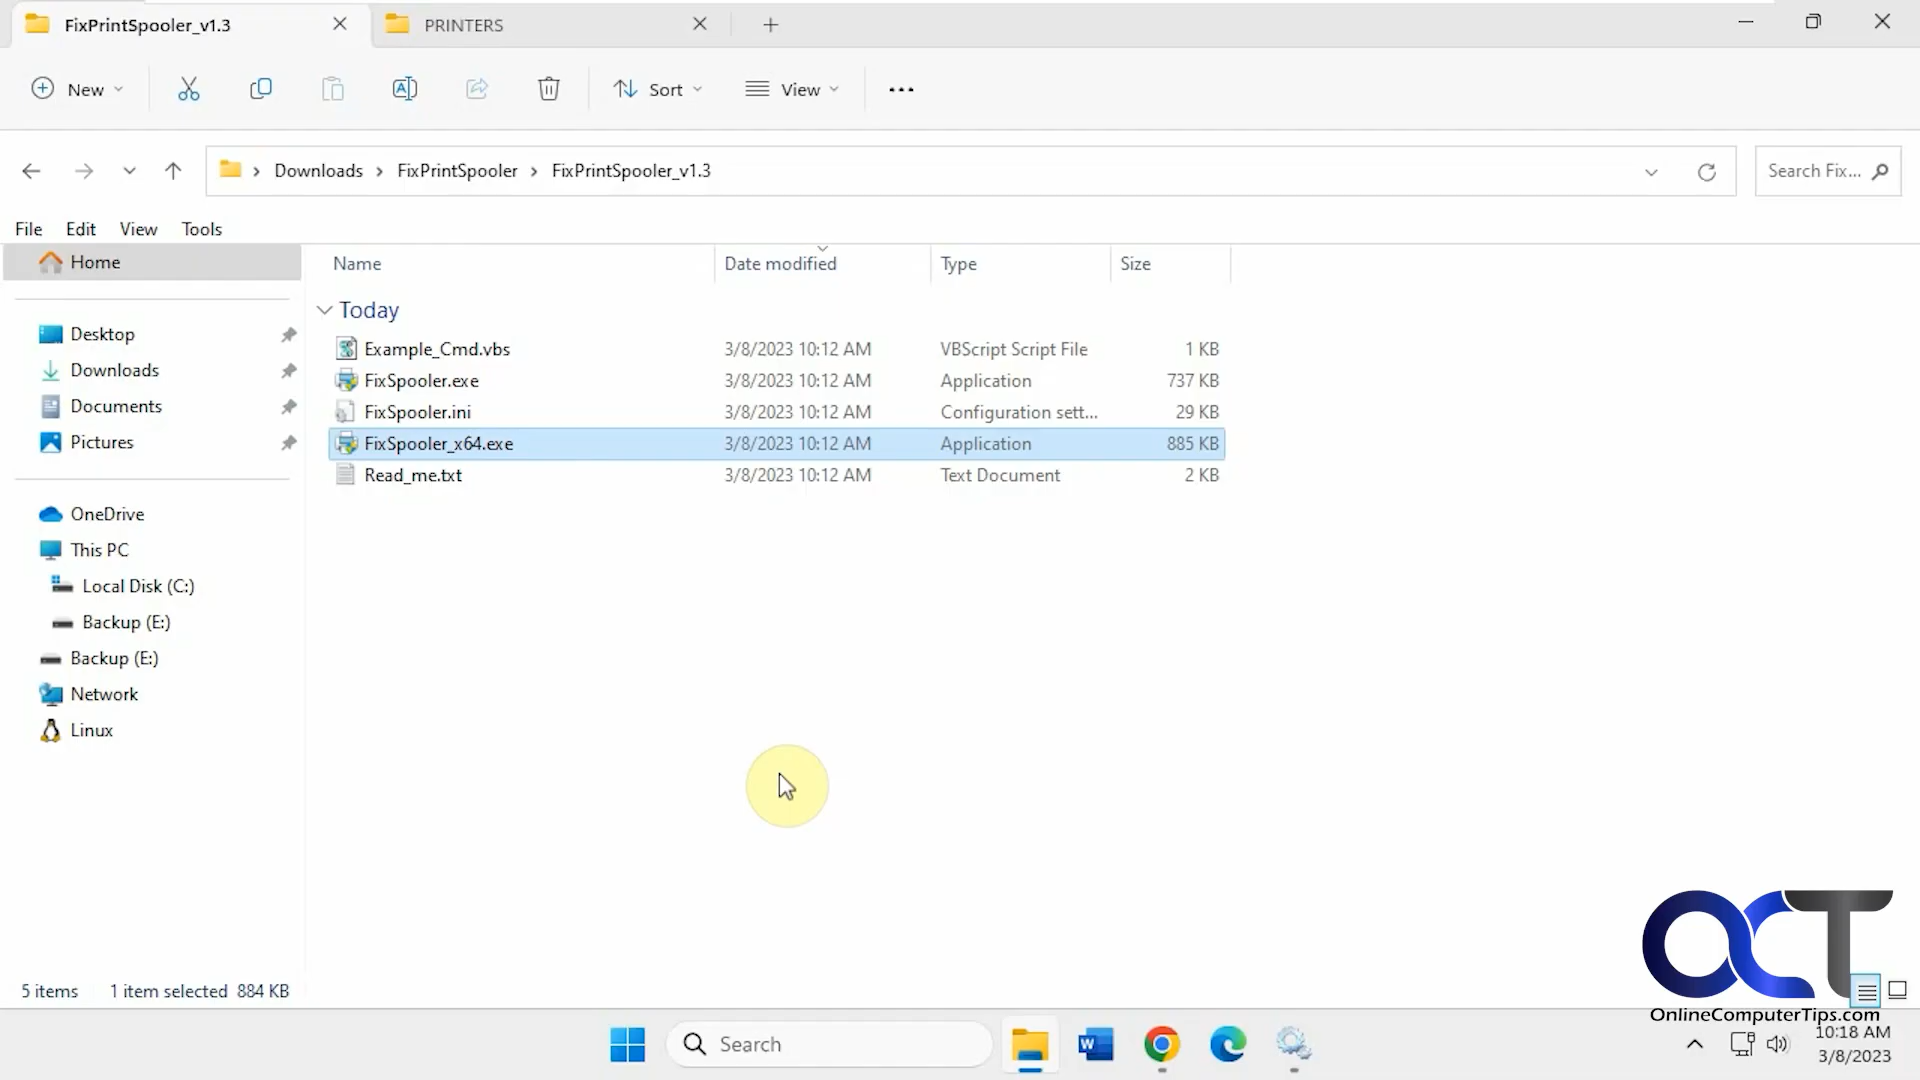 FixPrintSpooler_v1.3
PRINTERS
New
Sort
View
Downloads > FixPrintSpooler > FixPrintSpooler_v1.3
Search Fix...
File Edit View Tools
Home
Desktop
Downloads
Documents
Pictures
OneDrive
This PC
Local Disk (C:)
Backup (E:)
Backup (E:)
Network
Linux
Name Date modified Type Size
Today
Example_Cmd.vbs 3/8/2023 10:12 AM VBScript Script File 1 KB
FixSpooler.exe 3/8/2023 10:12 AM Application 737 KB
FixSpooler.ini 3/8/2023 10:12 AM Configuration sett... 29 KB
FixSpooler_x64.exe 3/8/2023 10:12 AM Application 885 KB
Read_me.txt 3/8/2023 10:12 AM Text Document 2 KB
5 items 1 item selected 884 KB
OCT
OnlineComputerTips.com
Search
10:18 AM
3/8/2023